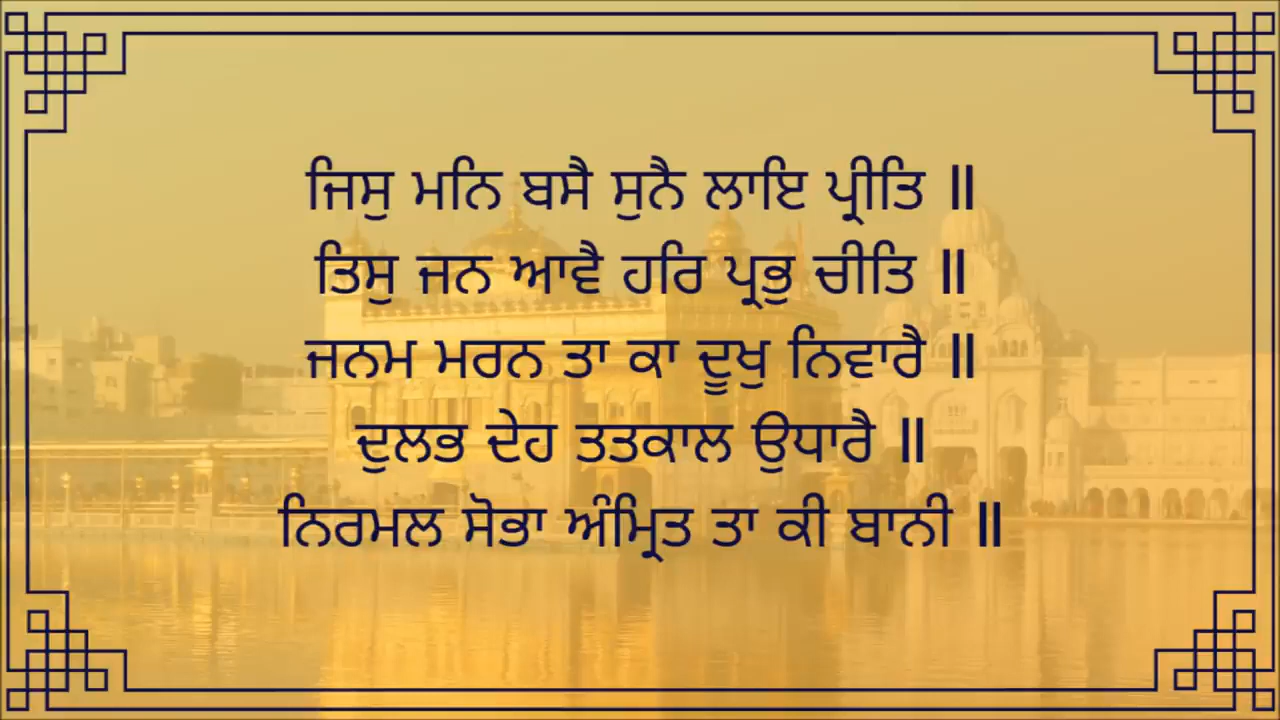 ਜਿਸੁ ਮਨਿ ਬਸੈ ਸੁਨੈ ਲਾਇ ਪ੍ਰੀਤਿ ॥
ਤਿਸੁ ਜਨ ਆਵੈ ਹਰਿ ਪ੍ਰਭੁ ਚੀਤਿ ॥
ਜਨਮ ਮਰਨ ਤਾ ਕਾ ਦੂਖੁ ਨਿਵਾਰੈ ॥
ਦੁਲਭ ਦੇਹ ਤਤਕਾਲ ਉਧਾਰੈ ॥
ਨਿਰਮਲ ਸੋਭਾ ਅੰਮ੍ਰਿਤ ਤਾ ਕੀ ਬਾਨੀ ॥